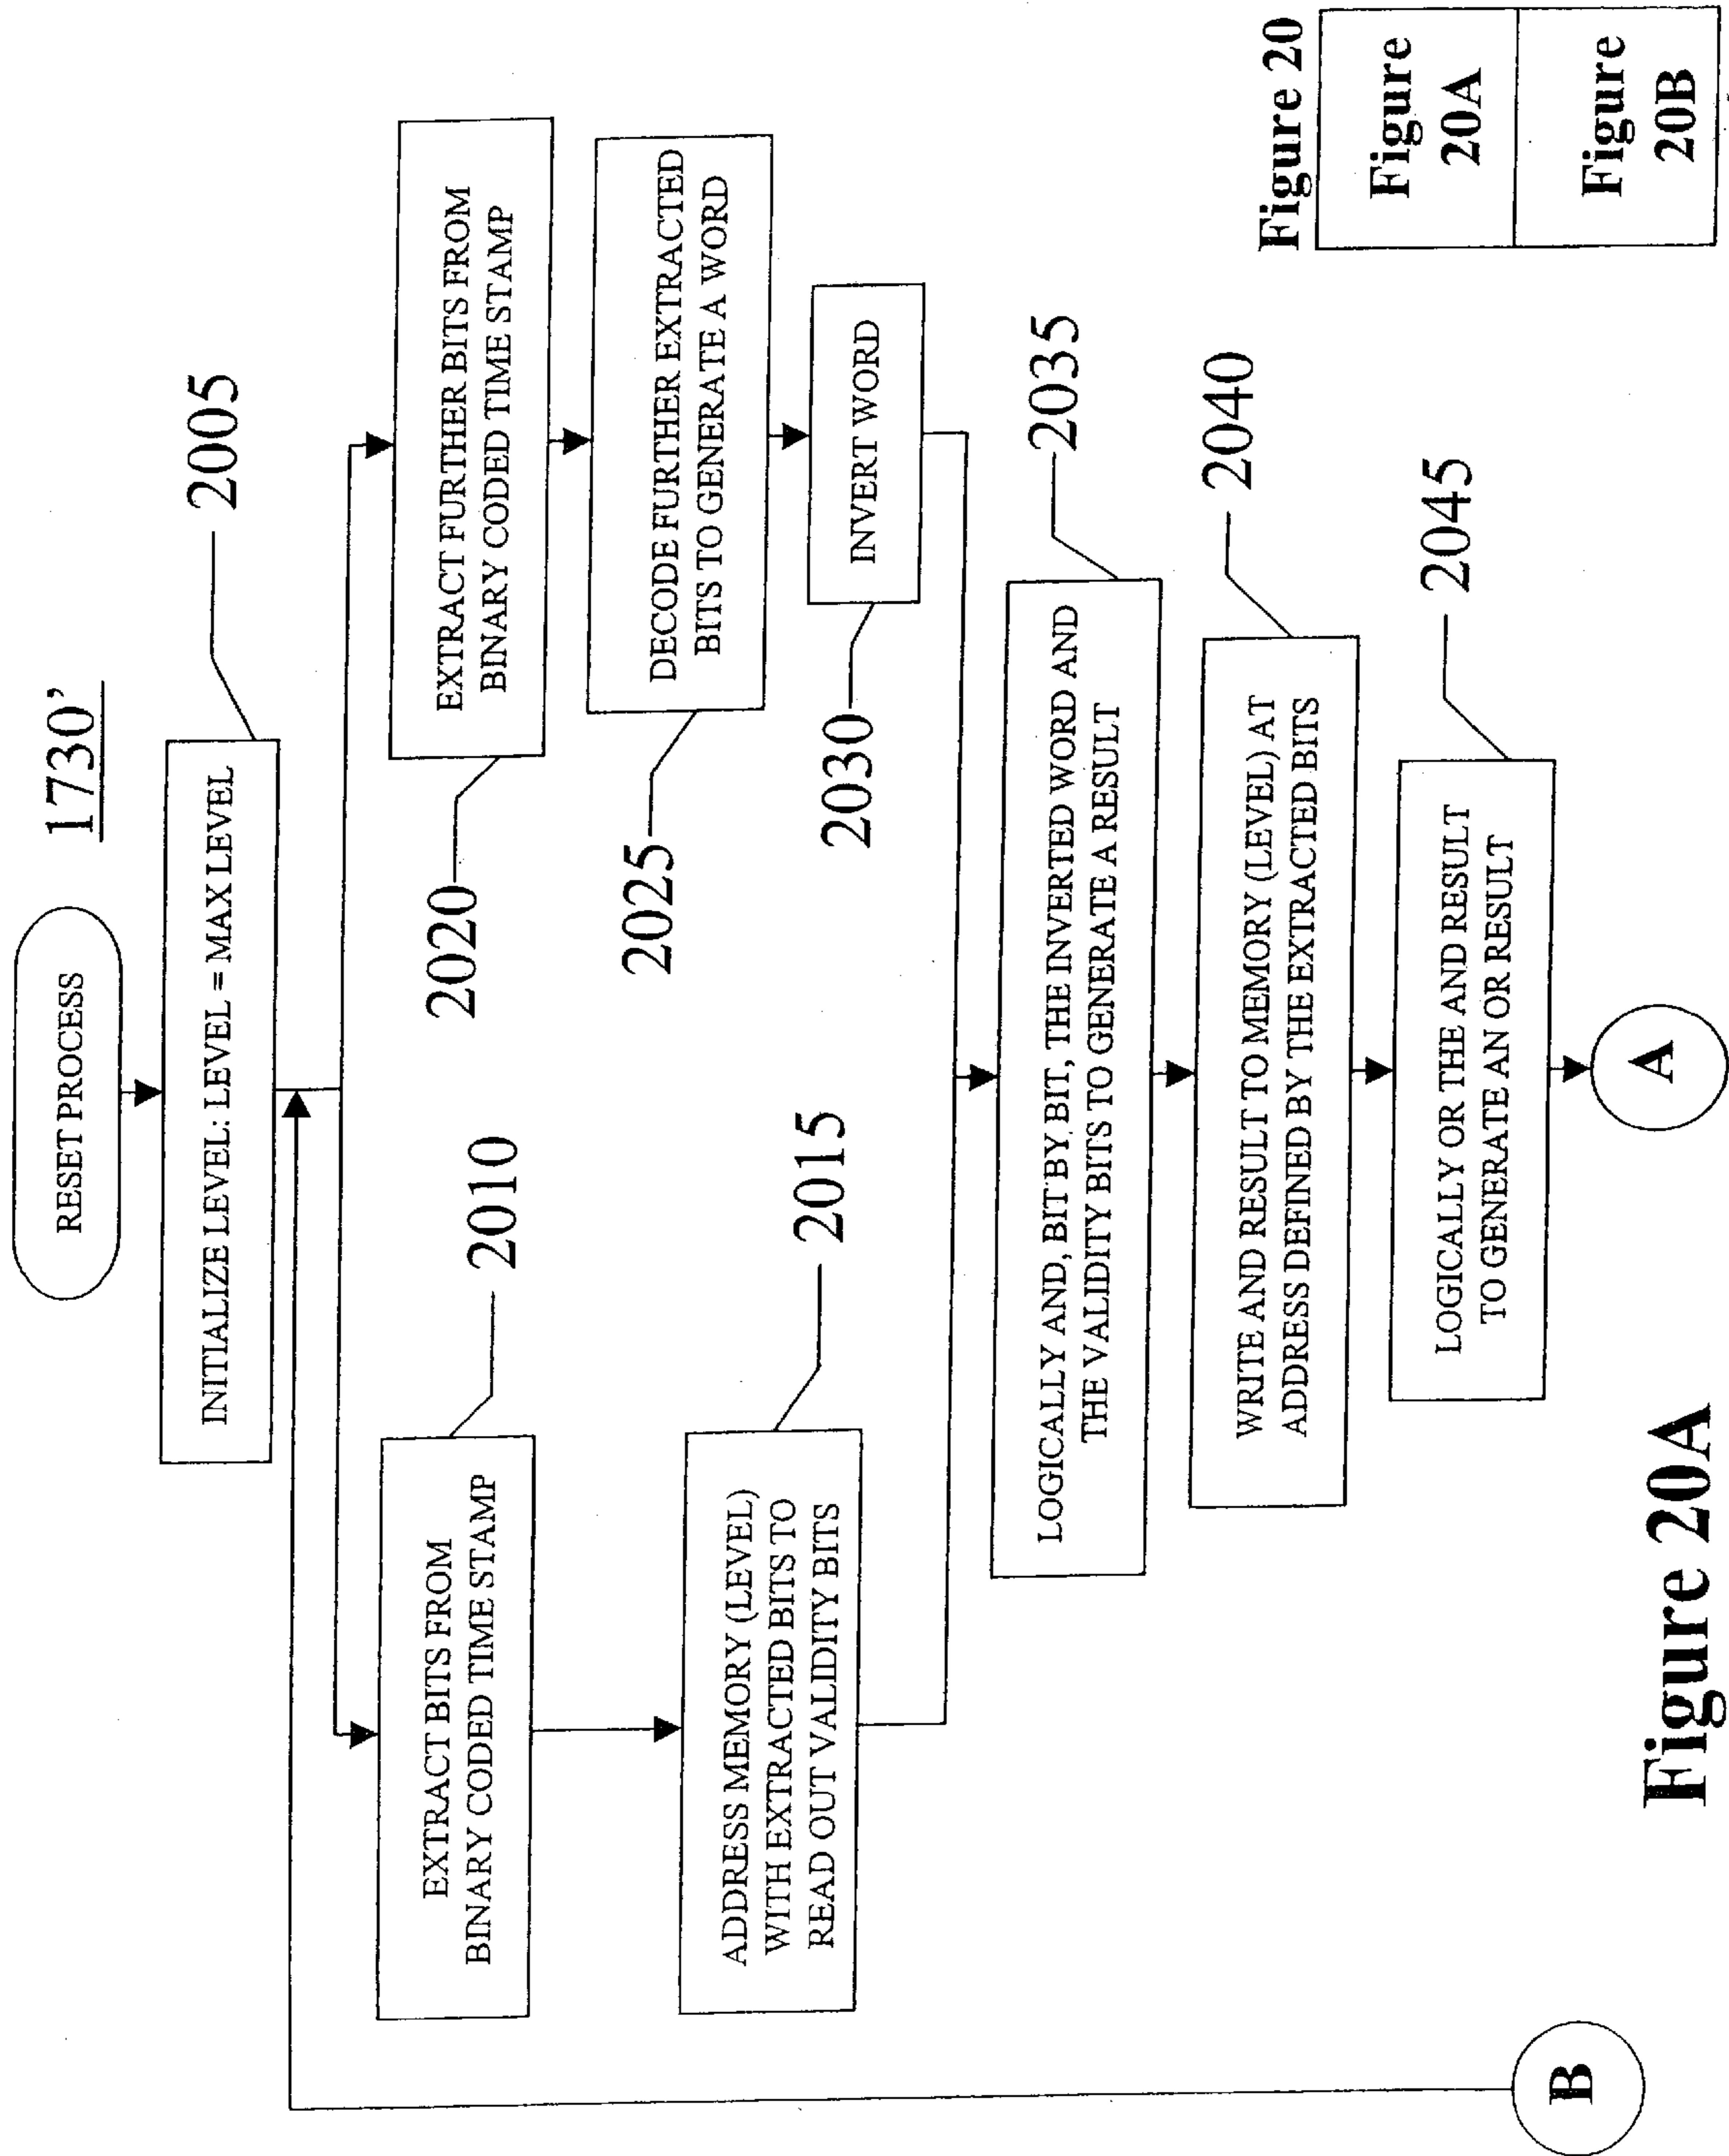 1730’
RESET PROCESS
INITIALIZE LEVEL: LEVEL = MAX LEVEL
2005
EXTRACT BITS FROM
BINARY CODED TIME STAMP
2010
ADDRESS MEMORY (LEVEL)
WITH EXTRACTED BITS TO
READ OUT VALIDITY BITS
2015
EXTRACT FURTHER BITS FROM
BINARY CODED TIME STAMP
2020
DECODE FURTHER EXTRACTED
BITS TO GENERATE A WORD
2025
INVERT WORD
2030
LOGICALLY AND, BIT BY BIT, THE INVERTED WORD AND
THE VALIDITY BITS TO GENERATE A RESULT
2035
WRITE AND RESULT TO MEMORY (LEVEL) AT
ADDRESS DEFINED BY THE EXTRACTED BITS
2040
LOGICALLY OR THE AND RESULT
TO GENERATE AN OR RESULT
2045
A
B
Figure 20A
Figure 20
Figure
20A
Figure
20B